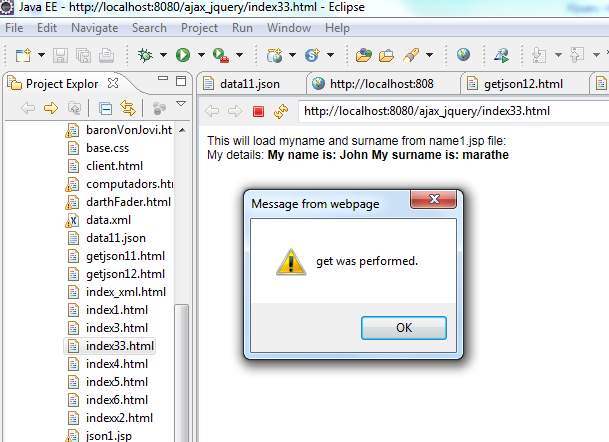 Java EE - http://localhost:8080/ajax_jquery/index33.html - Eclipse
File Edit Navigate Search Project Run Window Help
Project Explor
data11.json http://localhost:808 getjson12.html
http://localhost:8080/ajax_jquery/index33.html
baronVonJovi.ht
base.css
client.html
computadors.htm
darthFader.html
data.xml
data11.json
getjson11.html
getjson12.html
index_xml.html
index1.html
index3.html
index33.html
index4.html
index5.html
index6.html
indexx2.html
json1.jsp
This will load myname and surname from name1.jsp file:
My details: My name is: John My surname is: marathe
Message from webpage
get was performed.
OK